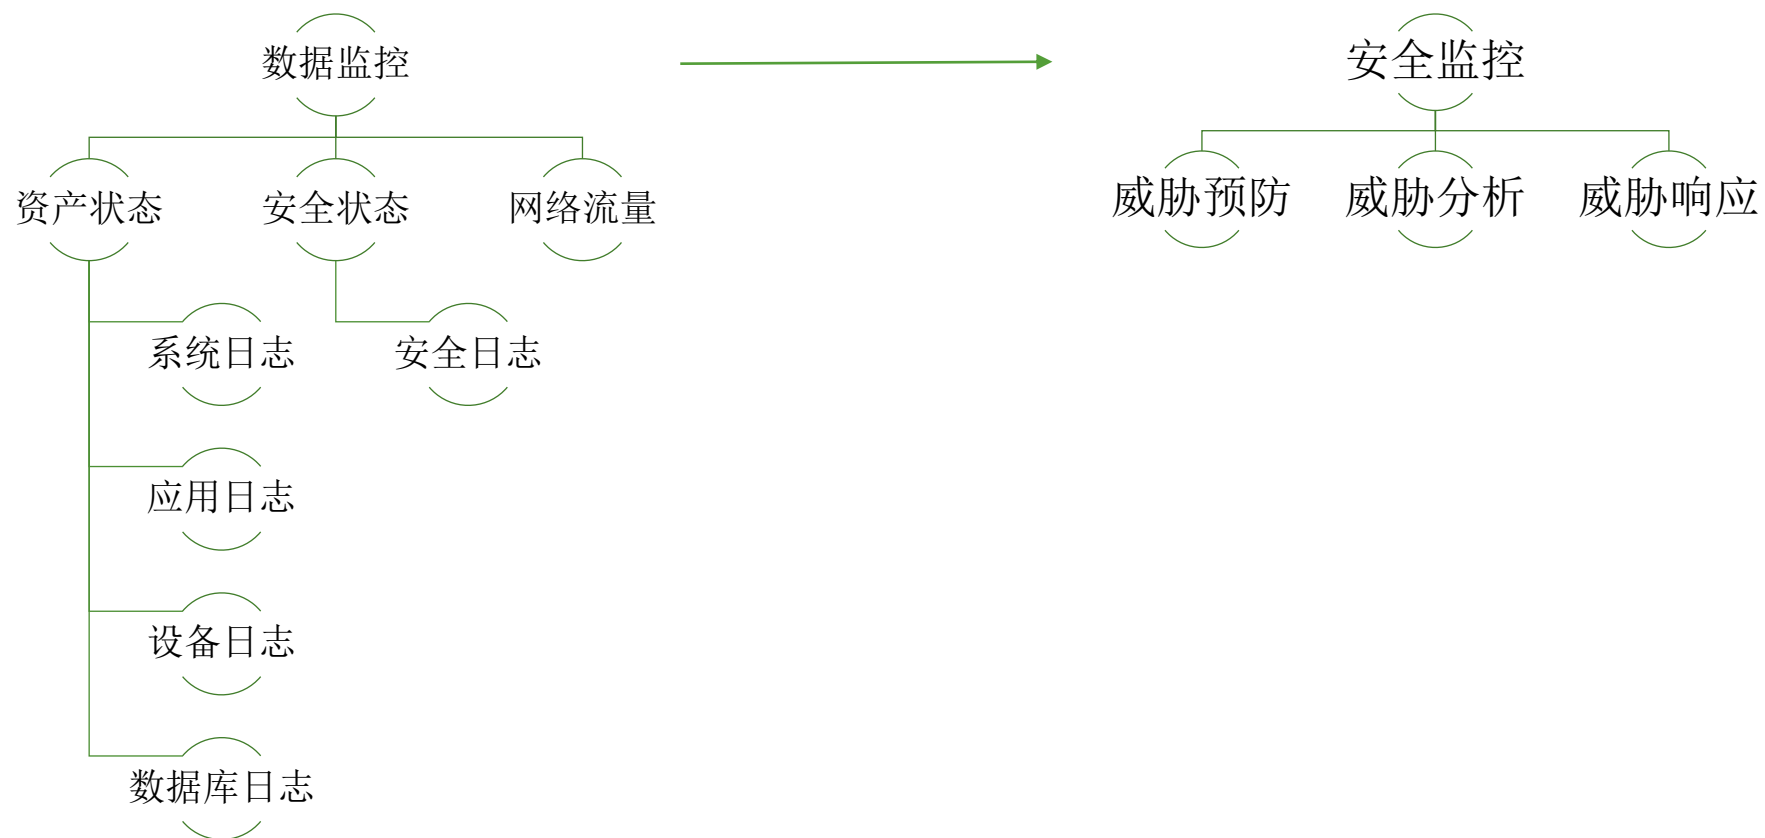 数据监控
安全监控
资产状态
安全状态
网络流量
威胁预防
威胁分析
威胁响应
系统日志
安全日志
应用日志
设备日志
数据库日志